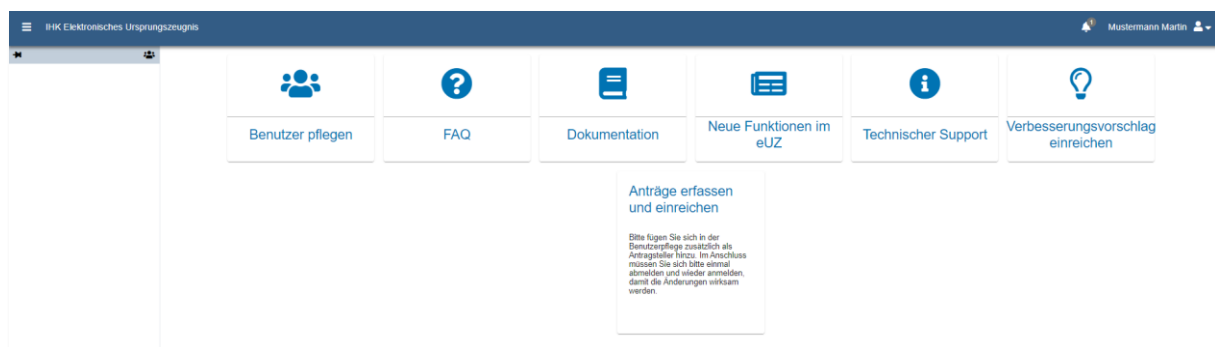 IHK Elektronisches Ursprungszeugnis
Mustermann Martin
Benutzer pflegen
FAQ
Dokumentation
Neue Funktionen im
eUZ
Technischer Support
Verbesserungsvorschlag
einreichen
Anträge erfassen
und einreichen
Bitte fügen Sie sich in der
Benutzerpflege zusätzlich als
Antragsteller hinzu. Im Anschluss
müssen Sie sich bitte einmal
abmelden und wieder anmelden,
damit die Änderungen wirksam
werden.